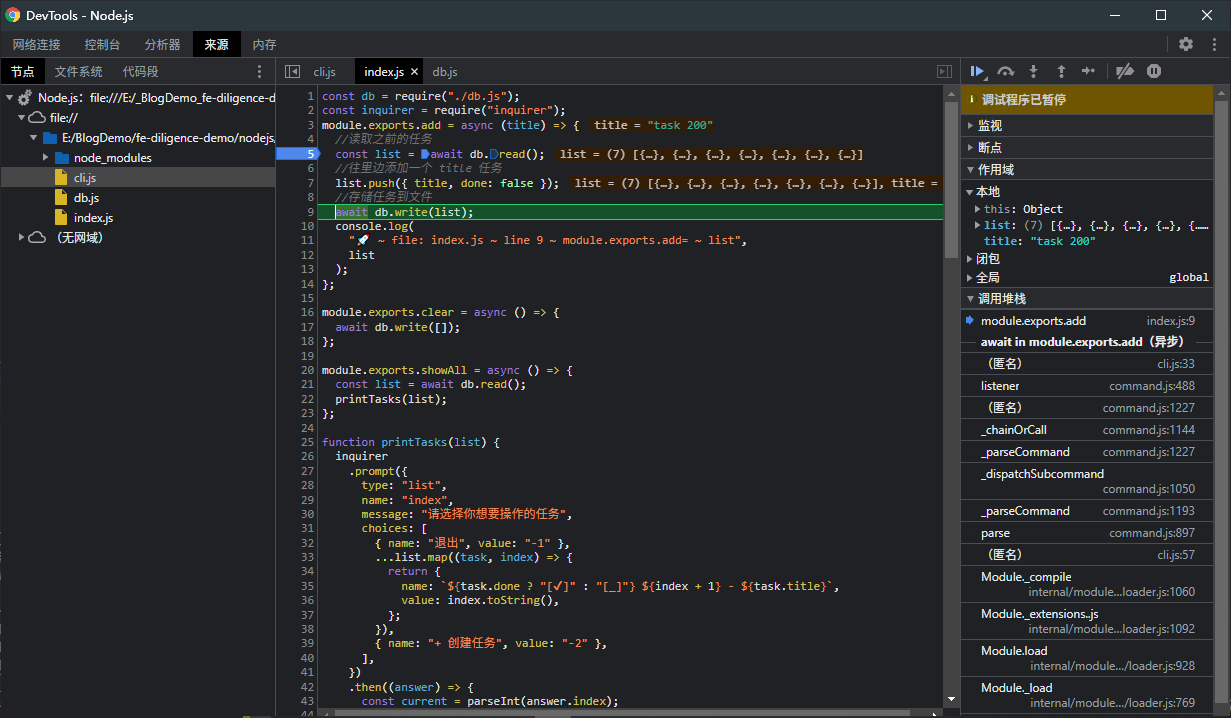 DevTools - Node.js
网络连接 控制台 分析器 来源 内存
节点 文件系统 代码段
Node.js: file:///E:/_BlogDemo_fe-diligence-d
file://
E:/BlogDemo/fe-diligence-demo/nodejs
node_modules
cli.js
db.js
index.js
（无网域）
cli.js index.js × db.js
1 const db = require("./db.js");
2 const inquirer = require("inquirer");
3 module.exports.add = async (title) => { title = "task 200"
4 //读取之前的任务
5 const list = await db.read(); list = (7) [{…}, {…}, {…}, {…}, {…}, {…}, {…}]
6 //往里边添加一个 title 任务
7 list.push({ title, done: false }); list = (7) [{…}, {…}, {…}, {…}, {…}, {…}, {…}], title =
8 //存储任务到文件
9 await db.write(list);
10 console.log(
11 "🚀 ~ file: index.js ~ line 9 ~ module.exports.add= ~ list",
12 list
13 );
14 };
15
16 module.exports.clear = async () => {
17 await db.write([]);
18 };
19
20 module.exports.showAll = async () => {
21 const list = await db.read();
22 printTasks(list);
23 };
24
25 function printTasks(list) {
26 inquirer
27 .prompt({
28 type: "list",
29 name: "index",
30 message: "请选择你想要操作的任务",
31 choices: [
32 { name: "退出", value: "-1" },
33 ...list.map((task, index) => {
34 return {
35 name: `${task.done ? "[✓]" : "[_]"} ${index + 1} - ${task.title}`,
36 value: index.toString(),
37 };
38 }),
39 { name: "+ 创建任务", value: "-2" },
40 ],
41 })
42 .then((answer) => {
43 const current = parseInt(answer.index);
44
调试程序已暂停
监视
断点
作用域
本地
this: Object
list: (7) [{…}, {…}, {…}, {…}, {……
title: "task 200"
闭包
全局 global
调用堆栈
module.exports.add index.js:9
await in module.exports.add（异步）
（匿名） cli.js:33
listener command.js:488
（匿名） command.js:1227
_chainOrCall command.js:1144
_parseCommand command.js:1227
_dispatchSubcommand
command.js:1050
_parseCommand command.js:1193
parse command.js:897
（匿名） cli.js:57
Module._compile
internal/module…loader.js:1060
Module._extensions..js
internal/module…loader.js:1092
Module.load
internal/module…/loader.js:928
Module._load
internal/module…/loader.js:769